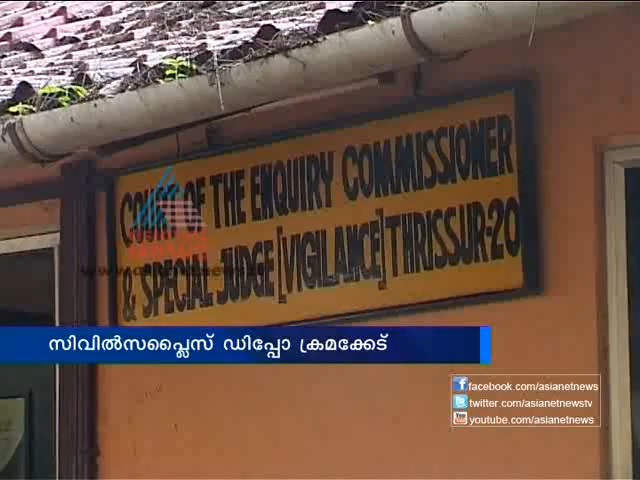 COURT OF THE ENQUIRY COMMISSIONER
& SPECIAL JUDGE [VIGILANCE] THRISSUR-20
സിവിൽസപ്ലൈസ് ഡിപ്പോ ക്രമക്കേട്
facebook.com/asianetnews
twitter.com/asianetnewstv
youtube.com/asianetnews